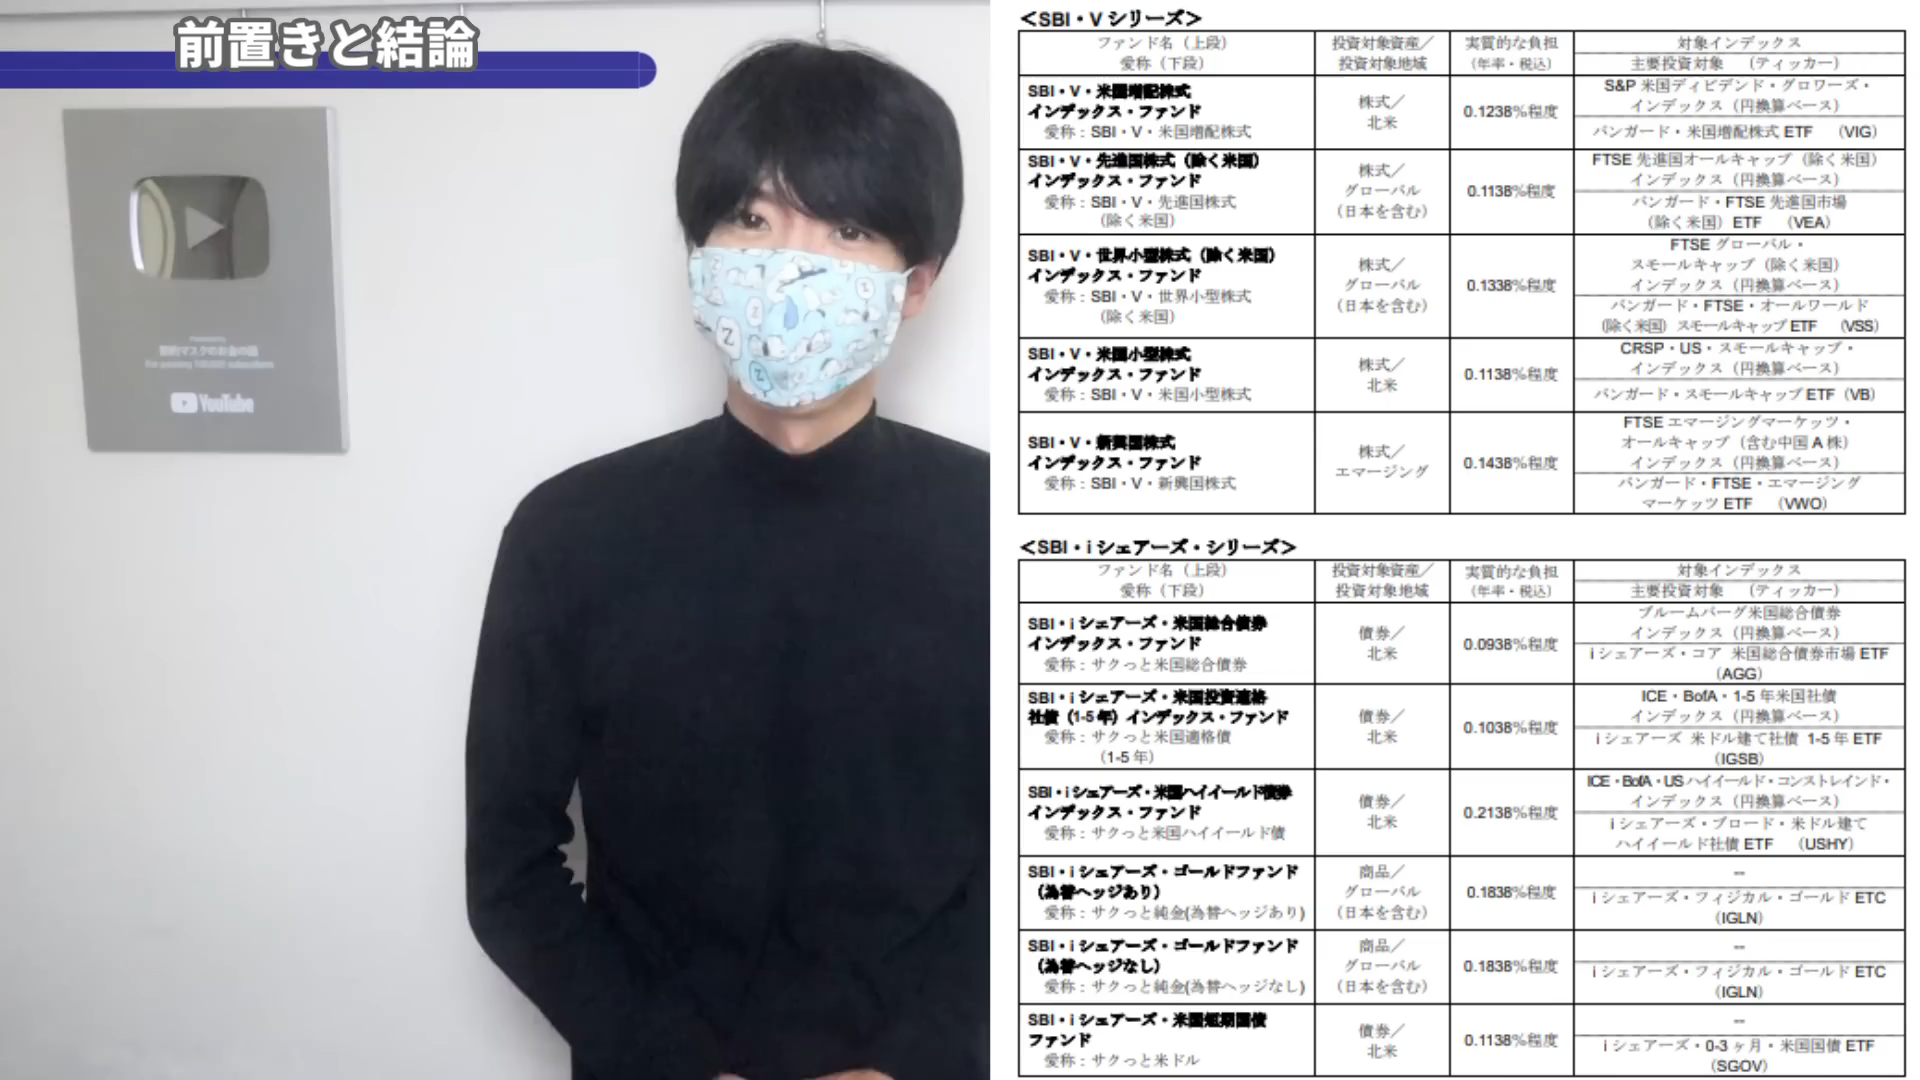 前置きと結論
YouTube
Z
Z
Z
Z
<SBI・Vシリーズ>
ファンド名（上段）
愛称（下段）
投資対象資産／
投資対象地域
実質的な負担
（年率・税込）
対象インデックス
主要投資対象 （ティッカー）
SBI・V・米国増配株式
インデックス・ファンド
愛称：SBI・V・米国増配株式
株式／
北米
0.1238%程度
S&P 米国ディビデンド・グロワーズ・
インデックス（円換算ベース）
バンガード・米国増配株式 ETF （VIG）
SBI・V・先進国株式（除く米国）
インデックス・ファンド
愛称：SBI・V・先進国株式
（除く米国）
株式／
グローバル
（日本を含む）
0.1138%程度
FTSE 先進国オールキャップ（除く米国）
インデックス（円換算ベース）
バンガード・FTSE 先進国市場
（除く米国）ETF （VEA）
SBI・V・世界小型株式（除く米国）
インデックス・ファンド
愛称：SBI・V・世界小型株式
（除く米国）
株式／
グローバル
（日本を含む）
0.1338%程度
FTSE グローバル・
スモールキャップ（除く米国）
インデックス（円換算ベース）
バンガード・FTSE・オールワールド
（除く米国）スモールキャップ ETF （VSS）
SBI・V・米国小型株式
インデックス・ファンド
愛称：SBI・V・米国小型株式
株式／
北米
0.1138%程度
CRSP・US・スモールキャップ・
インデックス（円換算ベース）
バンガード・スモールキャップ ETF（VB）
SBI・V・新興国株式
インデックス・ファンド
愛称：SBI・V・新興国株式
株式／
エマージング
0.1438%程度
FTSE エマージングマーケッツ・
オールキャップ（含む中国 A 株）
インデックス（円換算ベース）
バンガード・FTSE・エマージング
マーケッツ ETF （VWO）
<SBI・i シェアーズ・シリーズ>
ファンド名（上段）
愛称（下段）
投資対象資産／
投資対象地域
実質的な負担
（年率・税込）
対象インデックス
主要投資対象 （ティッカー）
SBI・i シェアーズ・米国総合債券
インデックス・ファンド
愛称：サクっと米国総合債券
債券／
北米
0.0938%程度
ブルームバーグ米国総合債券
インデックス（円換算ベース）
i シェアーズ・コア 米国総合債券市場 ETF
（AGG）
SBI・i シェアーズ・米国投資適格
社債（1-5 年）インデックス・ファンド
愛称：サクっと米国適格債
（1-5 年）
債券／
北米
0.1038%程度
ICE・BofA・1-5 年米国社債
インデックス（円換算ベース）
i シェアーズ 米ドル建て社債 1-5 年 ETF
（IGSB）
SBI・i シェアーズ・米国ハイイールド債券
インデックス・ファンド
愛称：サクっと米国ハイイールド債
債券／
北米
0.2138%程度
ICE・BofA・US ハイイールド・コンストレインド・
インデックス（円換算ベース）
i シェアーズ・ブロード・米ドル建て
ハイイールド社債 ETF （USHY）
SBI・i シェアーズ・ゴールドファンド
（為替ヘッジあり）
愛称：サクっと純金(為替ヘッジあり)
商品／
グローバル
（日本を含む）
0.1838%程度
--
i シェアーズ・フィジカル・ゴールド ETC
（IGLN）
SBI・i シェアーズ・ゴールドファンド
（為替ヘッジなし）
愛称：サクっと純金(為替ヘッジなし)
商品／
グローバル
（日本を含む）
0.1838%程度
--
i シェアーズ・フィジカル・ゴールド ETC
（IGLN）
SBI・i シェアーズ・米国短期国債
ファンド
愛称：サクっと米ドル
債券／
北米
0.1138%程度
--
i シェアーズ・0-3 ヶ月・米国国債 ETF
（SGOV）